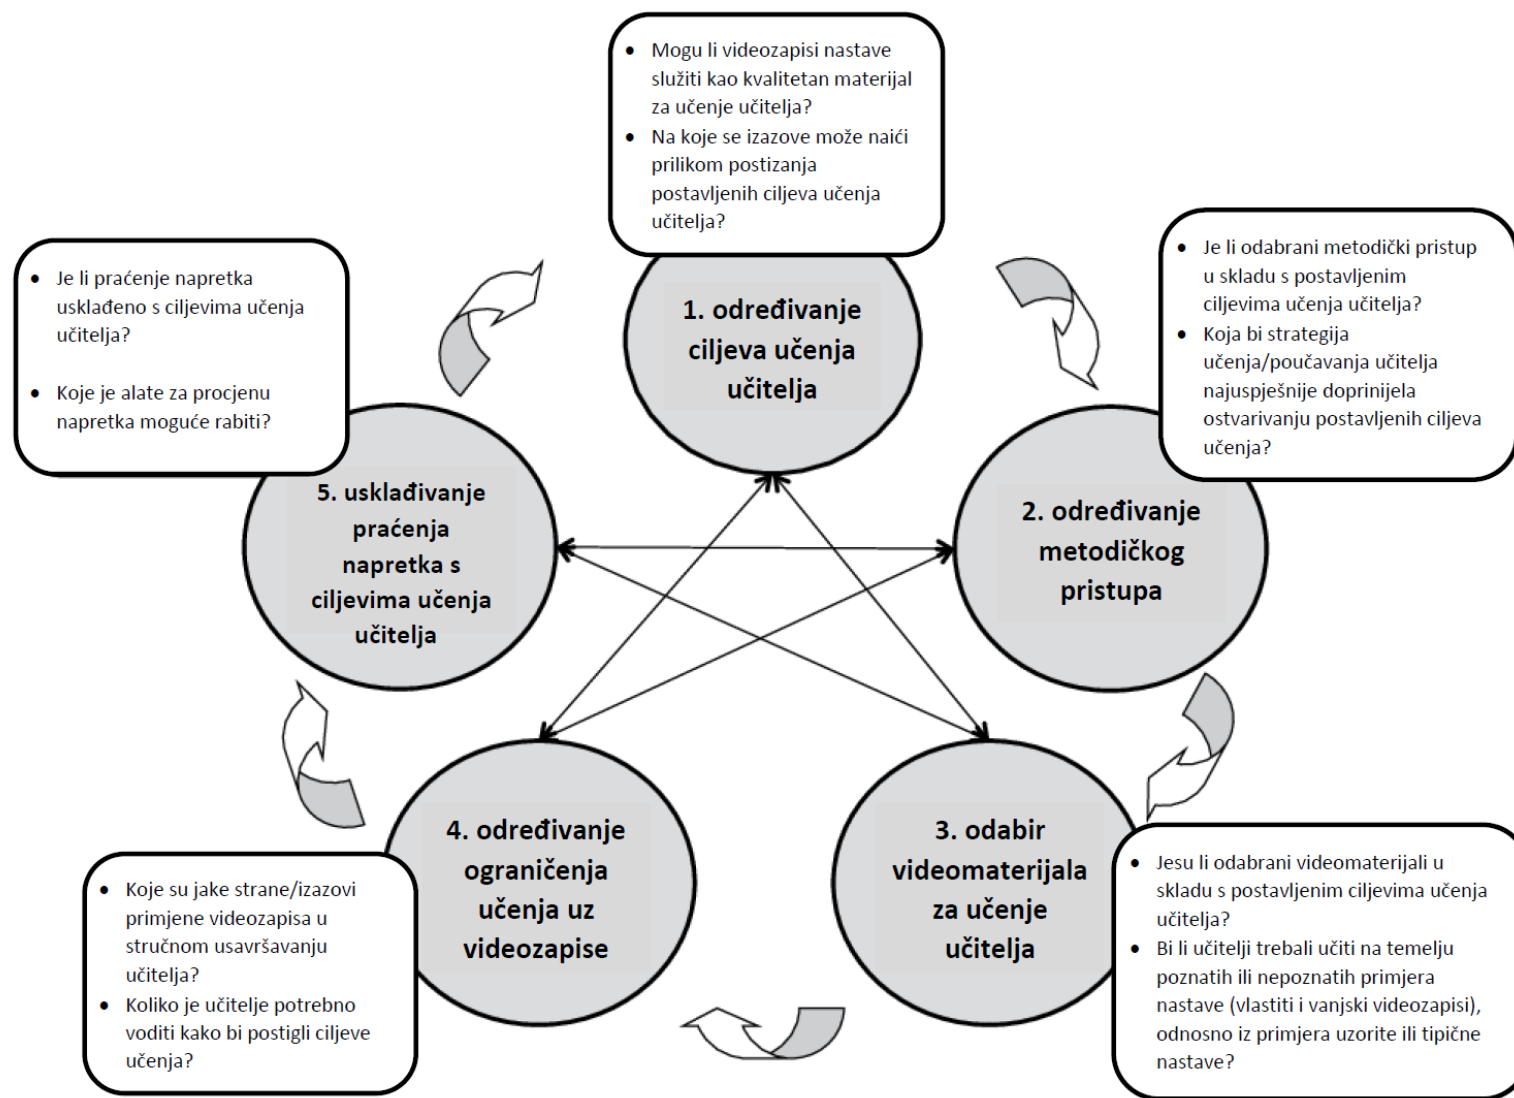 • Mogu li videozapisi nastave
služiti kao kvalitetan materijal
za učenje učitelja?
• Na koje se izazove može naići
prilikom postizanja
postavljenih ciljeva učenja
učitelja?
1. određivanje
ciljeva učenja
učitelja
• Je li odabrani metodički pristup
u skladu s postavljenim
ciljevima učenja učitelja?
• Koja bi strategija
učenja/poučavanja učitelja
najuspješnije doprinijela
ostvarivanju postavljenih ciljeva
učenja?
2. određivanje
metodičkog
pristupa
• Jesu li odabrani videomaterijali u
skladu s postavljenim ciljevima učenja
učitelja?
• Bi li učitelji trebali učiti na temelju
poznatih ili nepoznatih primjera
nastave (vlastiti i vanjski videozapisi),
odnosno iz primjera uzorite ili tipične
nastave?
3. odabir
videomaterijala
za učenje
učitelja
• Koje su jake strane/izazovi
primjene videozapisa u
stručnom usavršavanju
učitelja?
• Koliko je učitelje potrebno
voditi kako bi postigli ciljeve
učenja?
4. određivanje
ograničenja
učenja uz
videozapise
• Je li praćenje napretka
usklađeno s ciljevima učenja
učitelja?
• Koje je alate za procjenu
napretka moguće rabiti?
5. usklađivanje
praćenja
napretka s
ciljevima učenja
učitelja